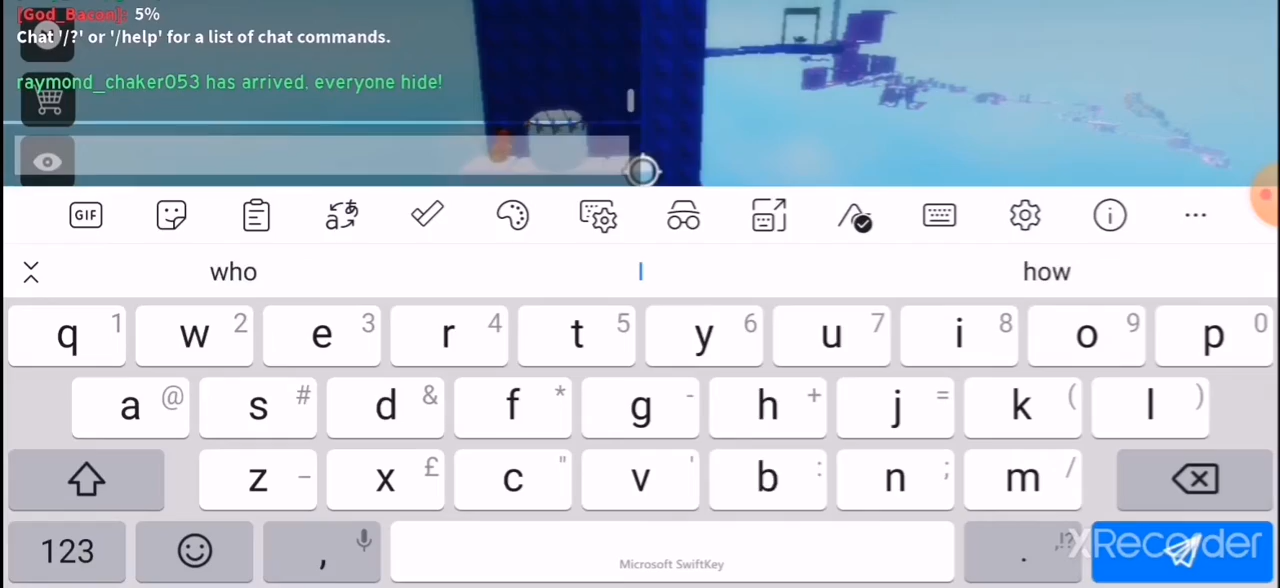 [God_Bacon]: 5%
Chat '/?' or '/help' for a list of chat commands.
raymond_chaker053 has arrived, everyone hide!
GIF
who I how
q 1 w 2 e 3 r 4 t 5 y 6 u 7 i 8 o 9 p 0
a @ s # d & f * g - h + j = k ( l )
z _ x £ c " v ' b : n ; m / 
123 , Microsoft SwiftKey . !?
XRecorder